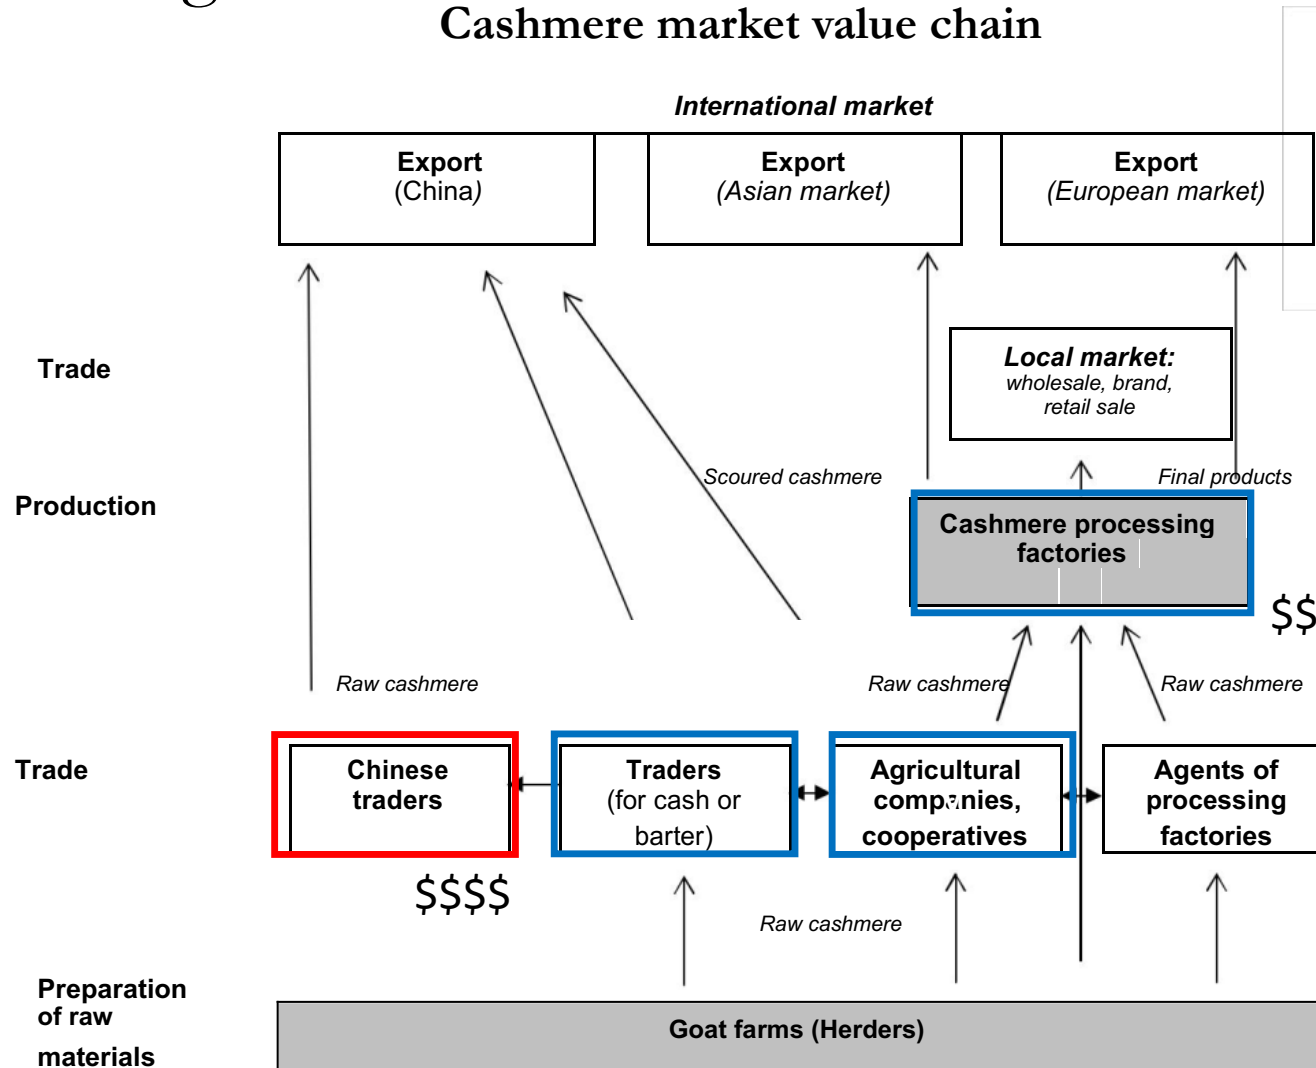 Cashmere market value chain
International market
Export
(China)
Export
(Asian market)
Export
(European market)
Trade
Local market:
wholesale, brand,
retail sale
Scoured cashmere
Final products
Production
Cashmere processing
factories
$$
Raw cashmere
Raw cashmere
Raw cashmere
Trade
Chinese
traders
Traders
(for cash or
barter)
Agricultural
companies,
cooperatives
Agents of
processing
factories
$$$$
Raw cashmere
Preparation
of raw
materials
Goat farms (Herders)